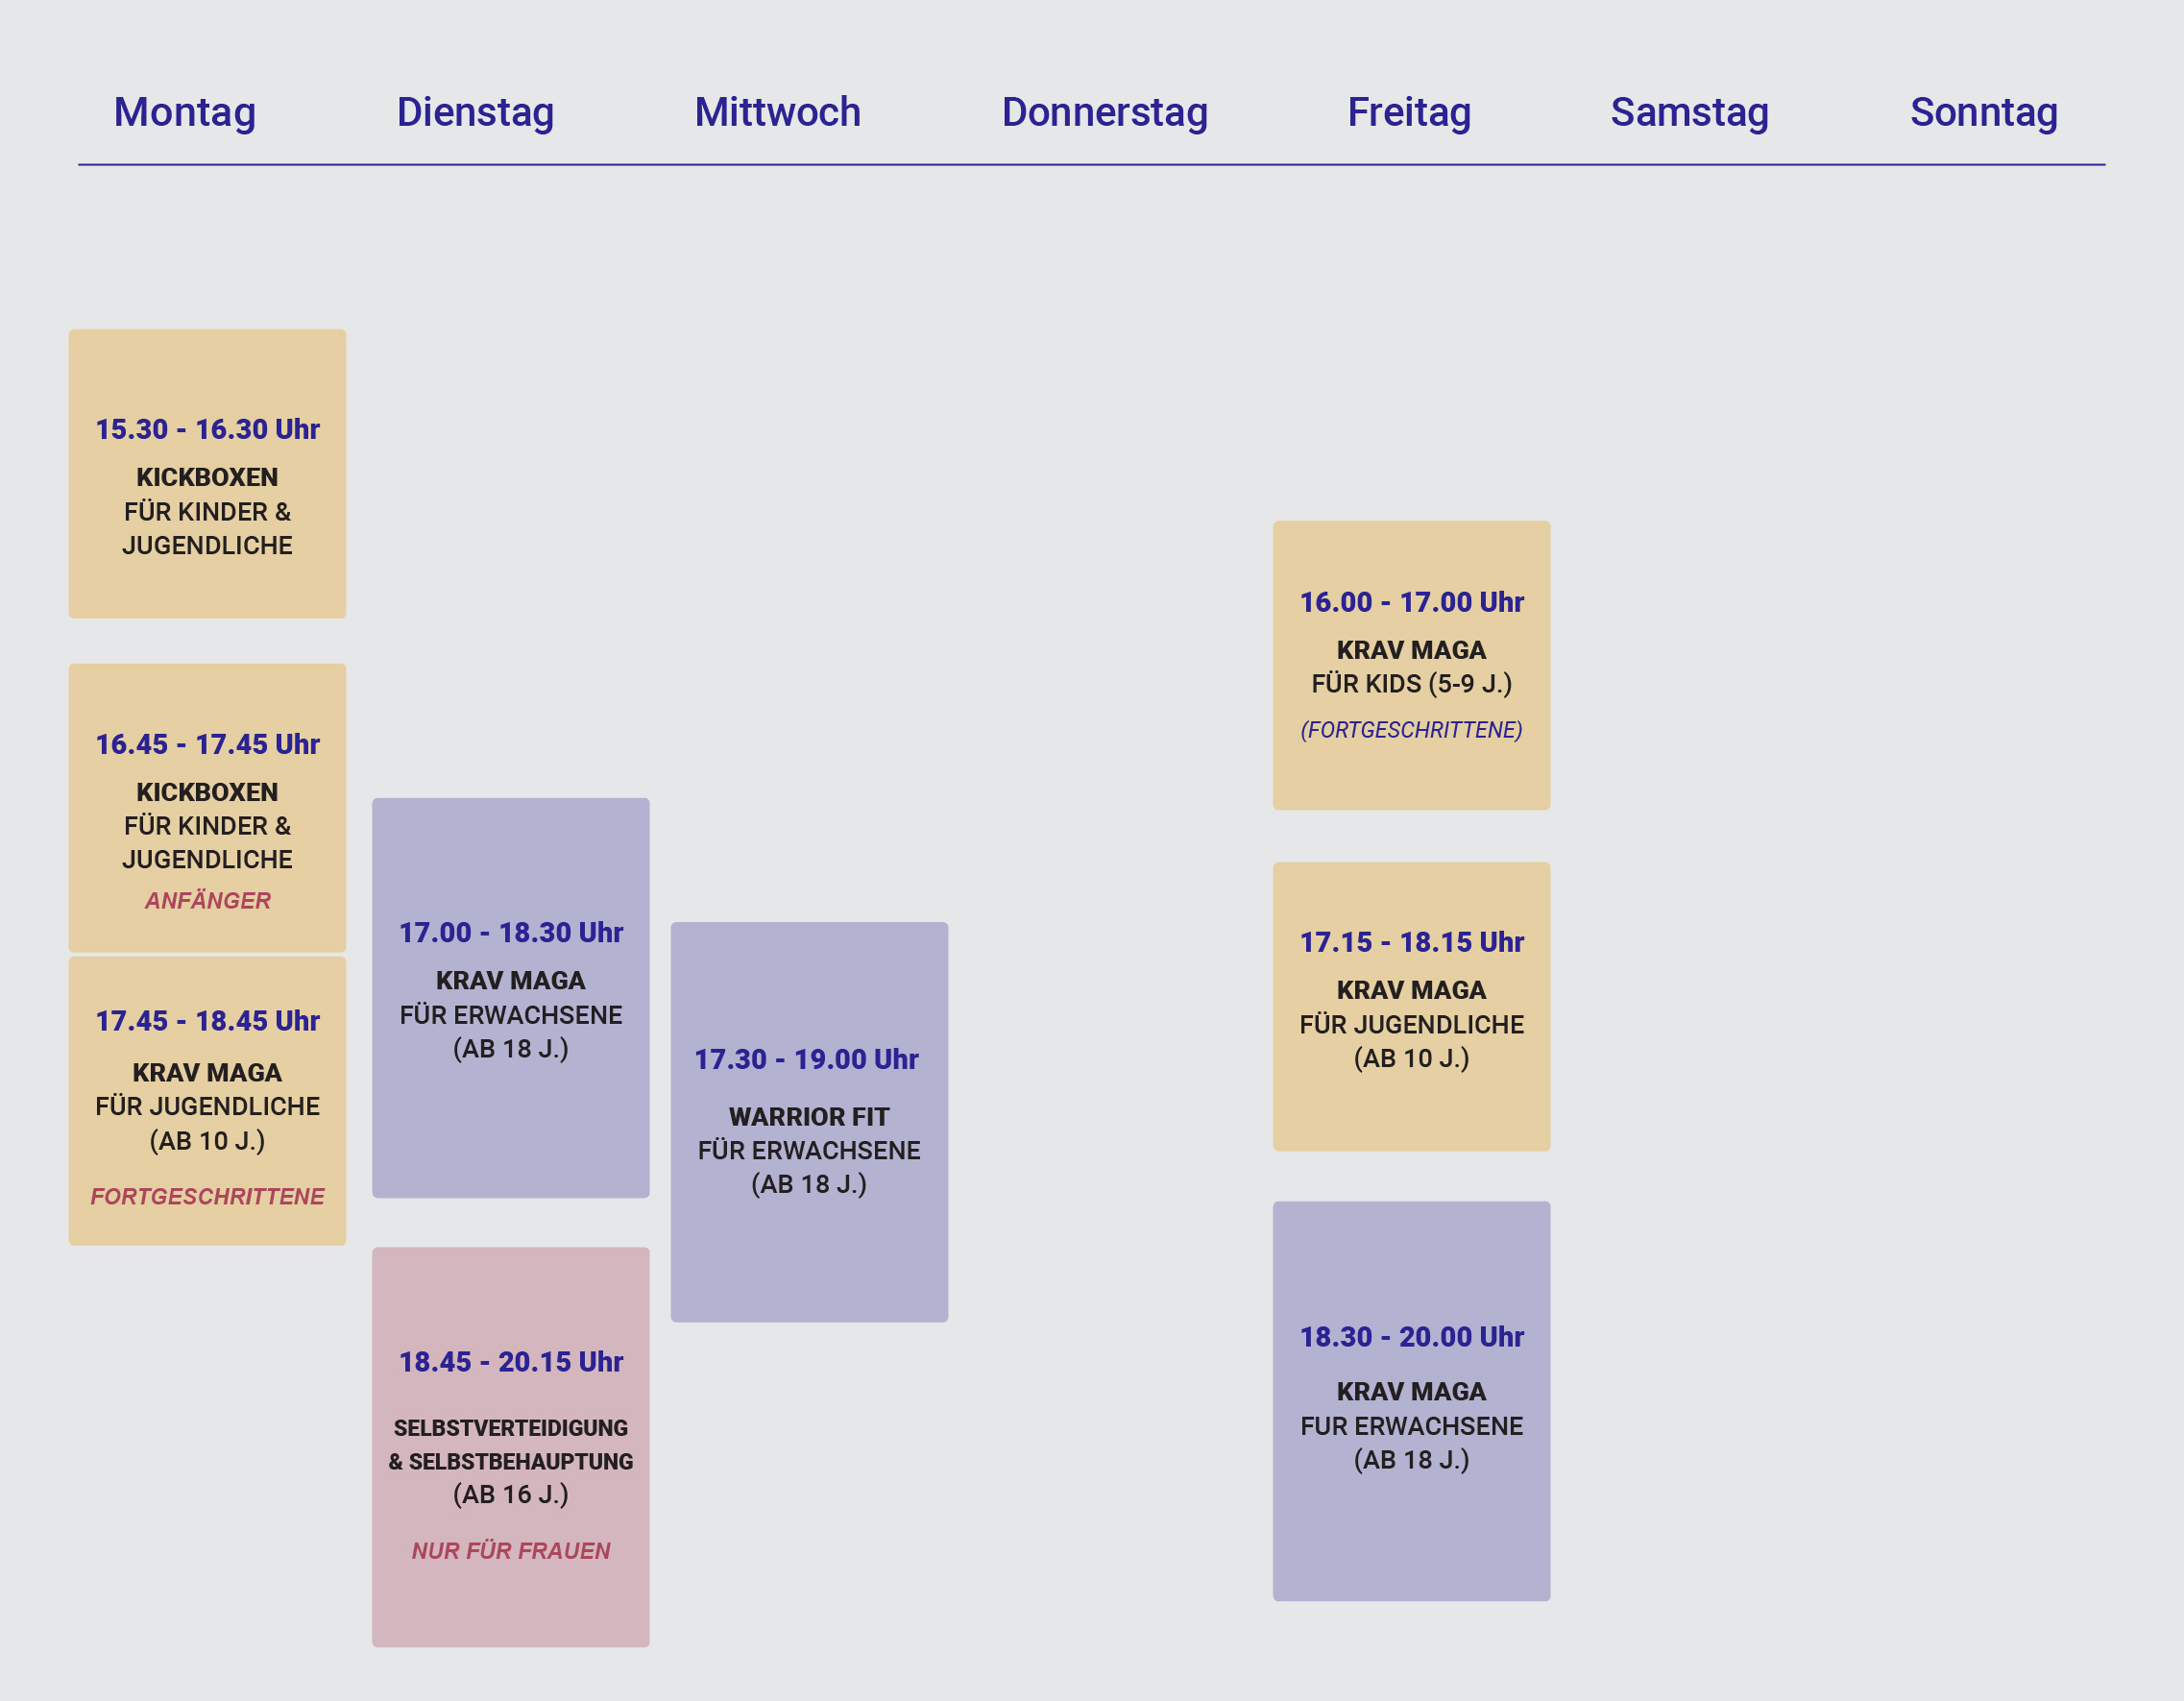 Montag
Dienstag
Mittwoch
Donnerstag
Freitag
Samstag
Sonntag
15.30 - 16.30 Uhr
KICKBOXEN
FÜR KINDER &
JUGENDLICHE
16.45 - 17.45 Uhr
KICKBOXEN
FÜR KINDER &
JUGENDLICHE
ANFÄNGER
17.45 - 18.45 Uhr
KRAV MAGA
FÜR JUGENDLICHE
(AB 10 J.)
FORTGESCHRITTENE
17.00 - 18.30 Uhr
KRAV MAGA
FÜR ERWACHSENE
(AB 18 J.)
18.45 - 20.15 Uhr
SELBSTVERTEIDIGUNG
& SELBSTBEHAUPTUNG
(AB 16 J.)
NUR FÜR FRAUEN
17.30 - 19.00 Uhr
WARRIOR FIT
FÜR ERWACHSENE
(AB 18 J.)
16.00 - 17.00 Uhr
KRAV MAGA
FÜR KIDS (5-9 J.)
(FORTGESCHRITTENE)
17.15 - 18.15 Uhr
KRAV MAGA
FÜR JUGENDLICHE
(AB 10 J.)
18.30 - 20.00 Uhr
KRAV MAGA
FUR ERWACHSENE
(AB 18 J.)